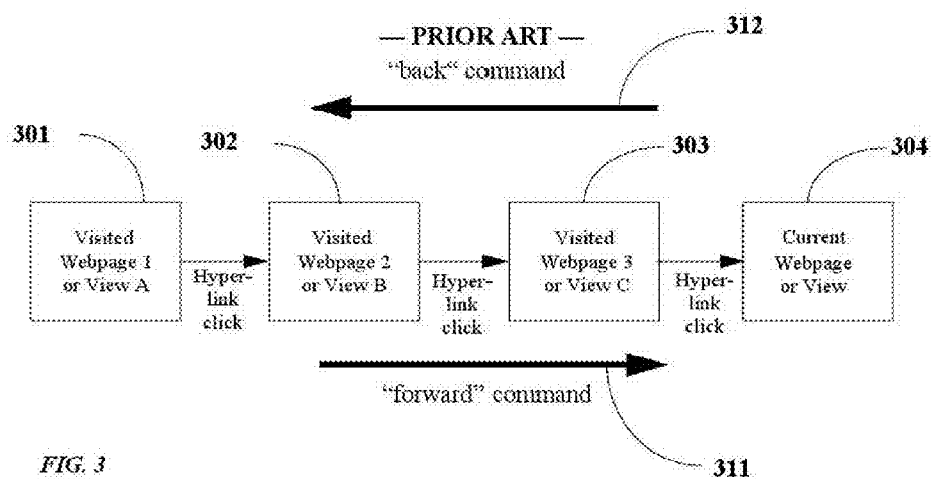 — PRIOR ART —
312
“back“ command
301
302
303
304
Visited
Webpage 1
or View A
Hyper-
link
click
Visited
Webpage 2
or View B
Hyper-
link
click
Visited
Webpage 3
or View C
Hyper-
link
click
Current
Webpage
or View
“forward” command
311
FIG. 3